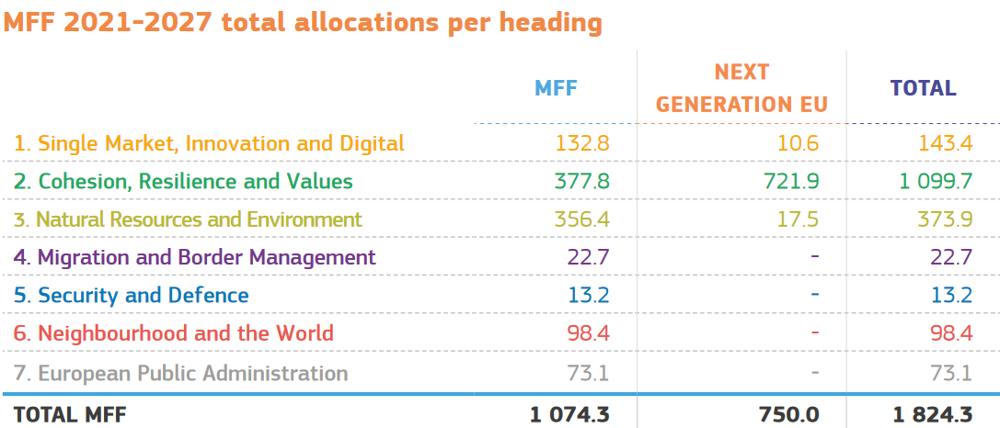 MFF 2021-2027 total allocations per heading
MFF NEXT GENERATION EU TOTAL
1. Single Market, Innovation and Digital 132.8 10.6 143.4
2. Cohesion, Resilience and Values 377.8 721.9 1 099.7
3. Natural Resources and Environment 356.4 17.5 373.9
4. Migration and Border Management 22.7 - 22.7
5. Security and Defence 13.2 - 13.2
6. Neighbourhood and the World 98.4 - 98.4
7. European Public Administration 73.1 - 73.1
TOTAL MFF 1 074.3 750.0 1 824.3